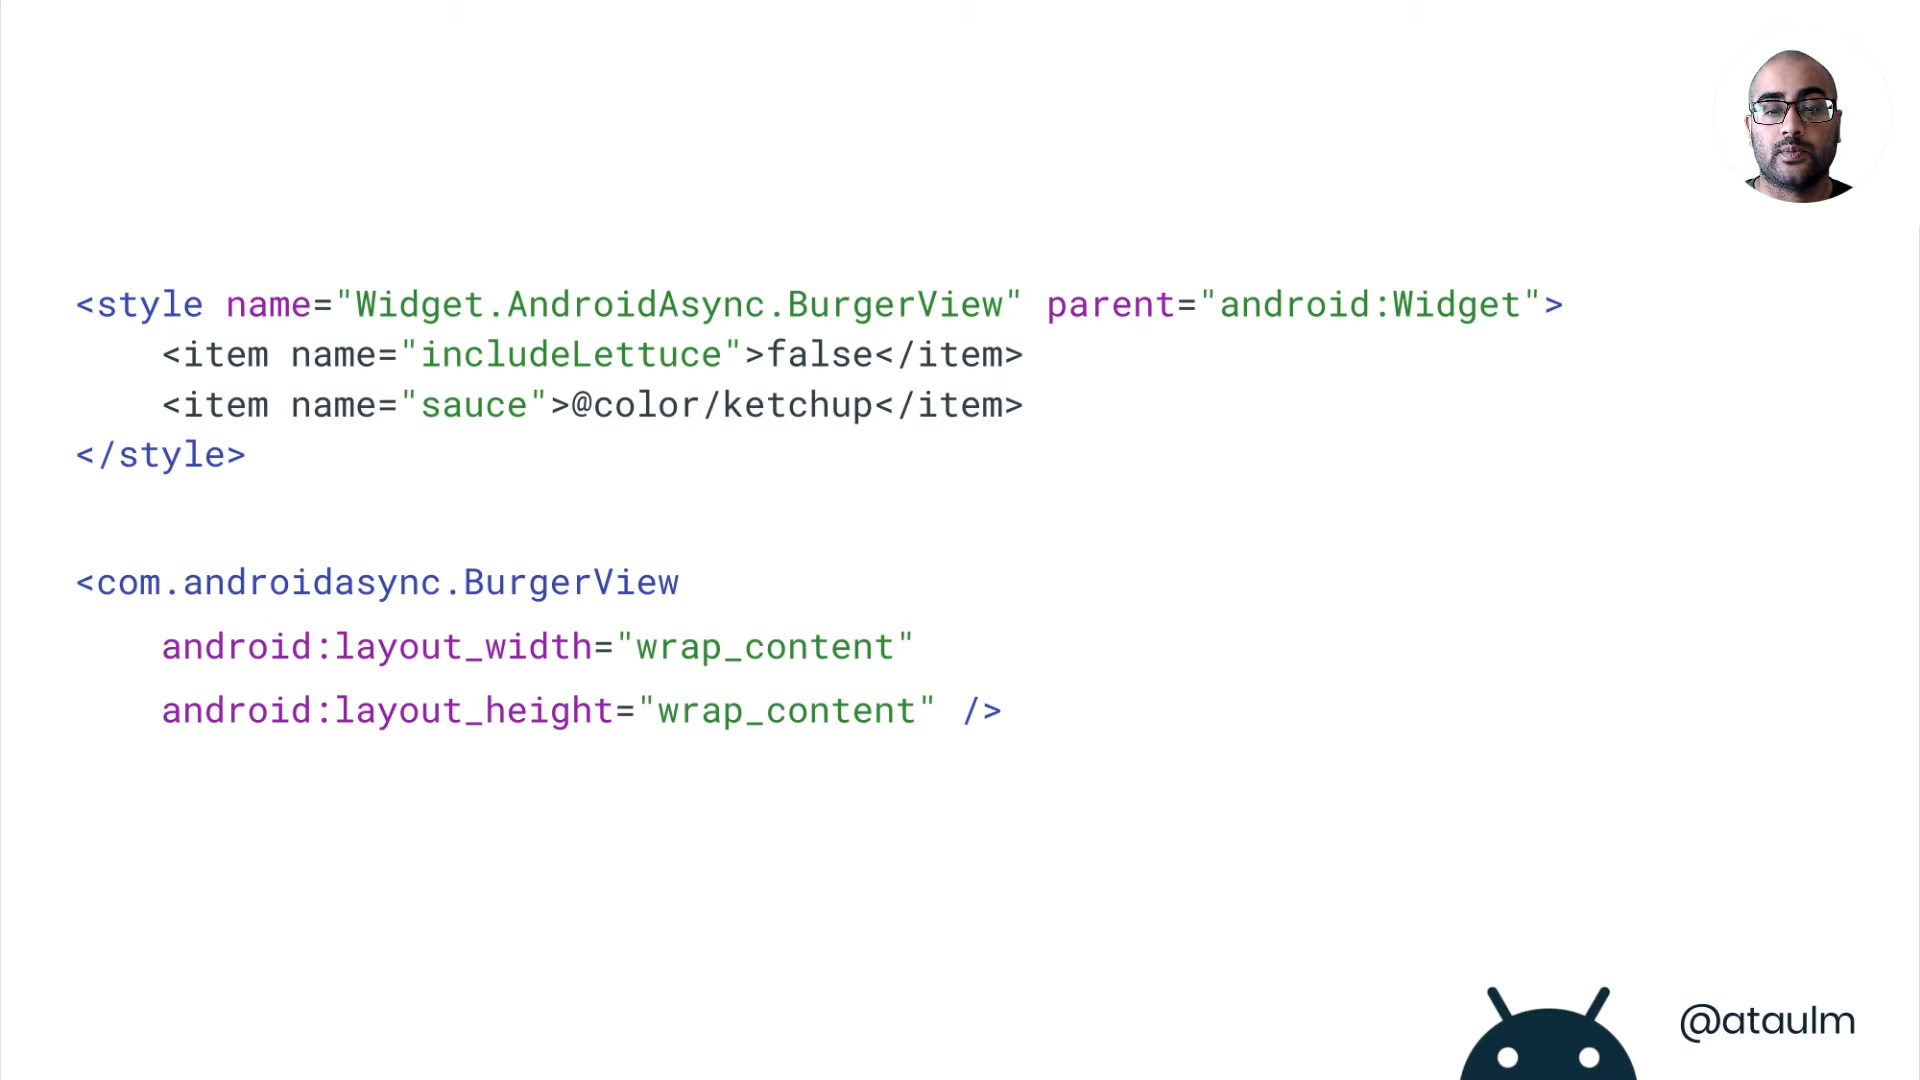 <style name="Widget.AndroidAsync.BurgerView" parent="android:Widget">
    <item name="includeLettuce">false</item>
    <item name="sauce">@color/ketchup</item>
</style>
<com.androidasync.BurgerView
    android:layout_width="wrap_content"
    android:layout_height="wrap_content" />
@ataulm